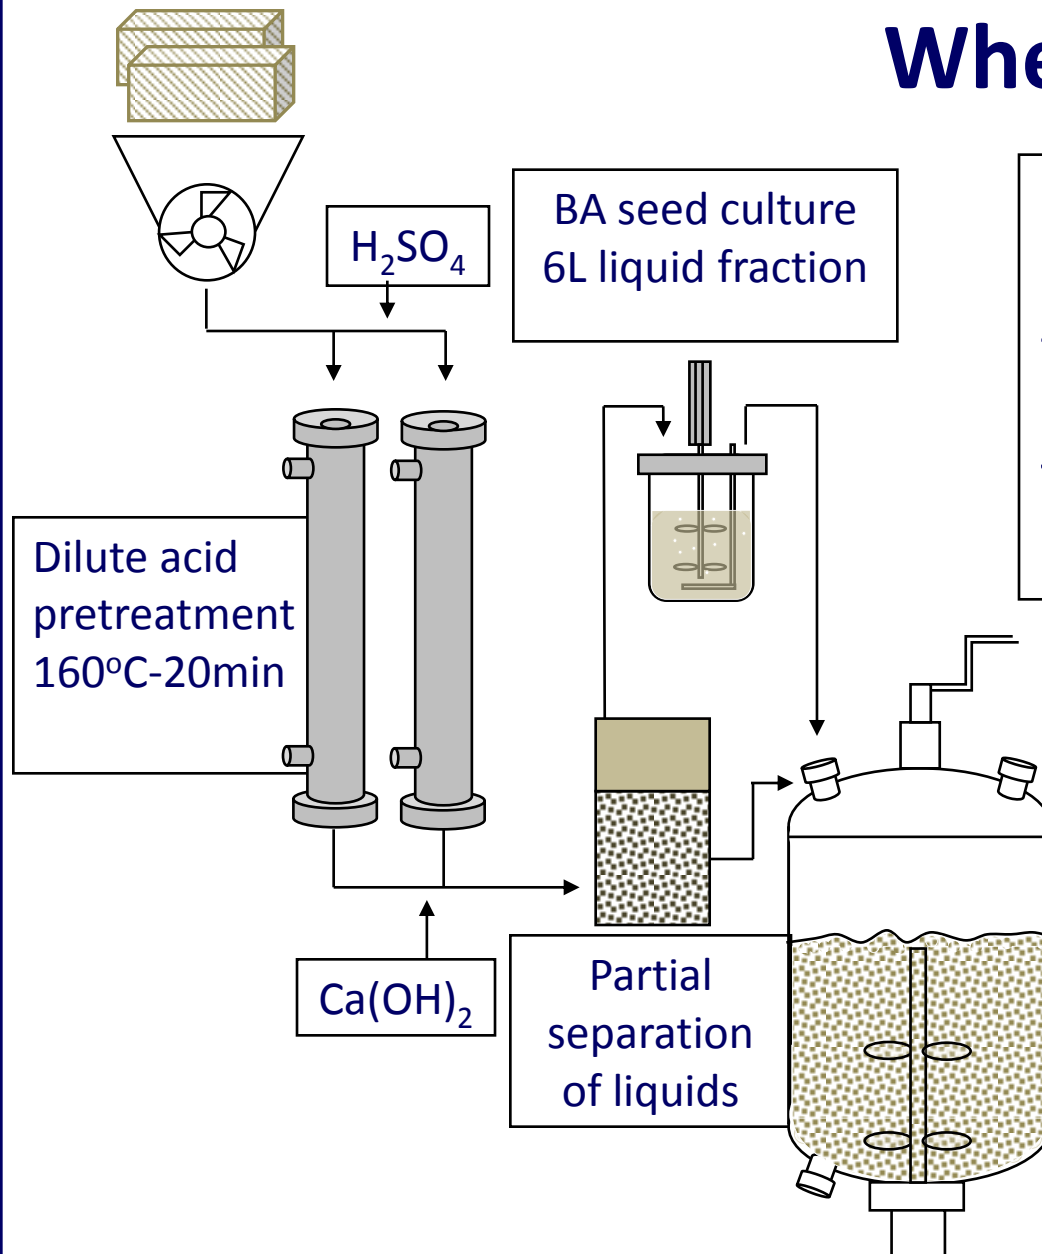 Whe
H₂SO₄
BA seed culture
6L liquid fraction
Dilute acid
pretreatment
160°C-20min
Ca(OH)₂
Partial
separation
of liquids